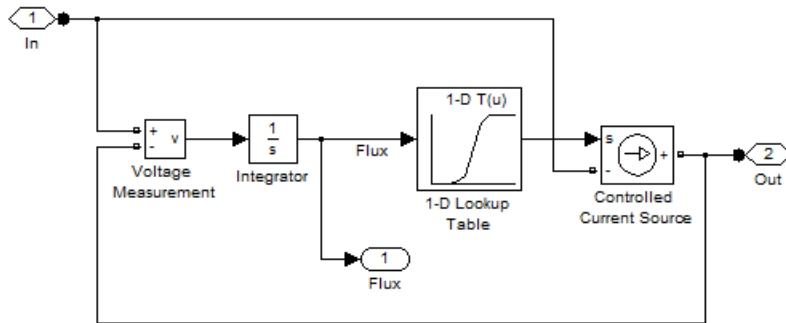 1
In
+
-
v
Voltage
Measurement
1
s
Integrator
Flux
1-D T(u)
1-D Lookup
Table
s
-
+
Controlled
Current Source
2
Out
1
Flux